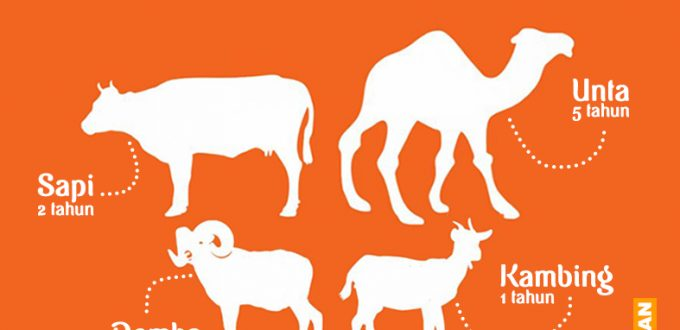 Unta
5 tahun
Sapi
2 tahun
Kambing
1 tahun